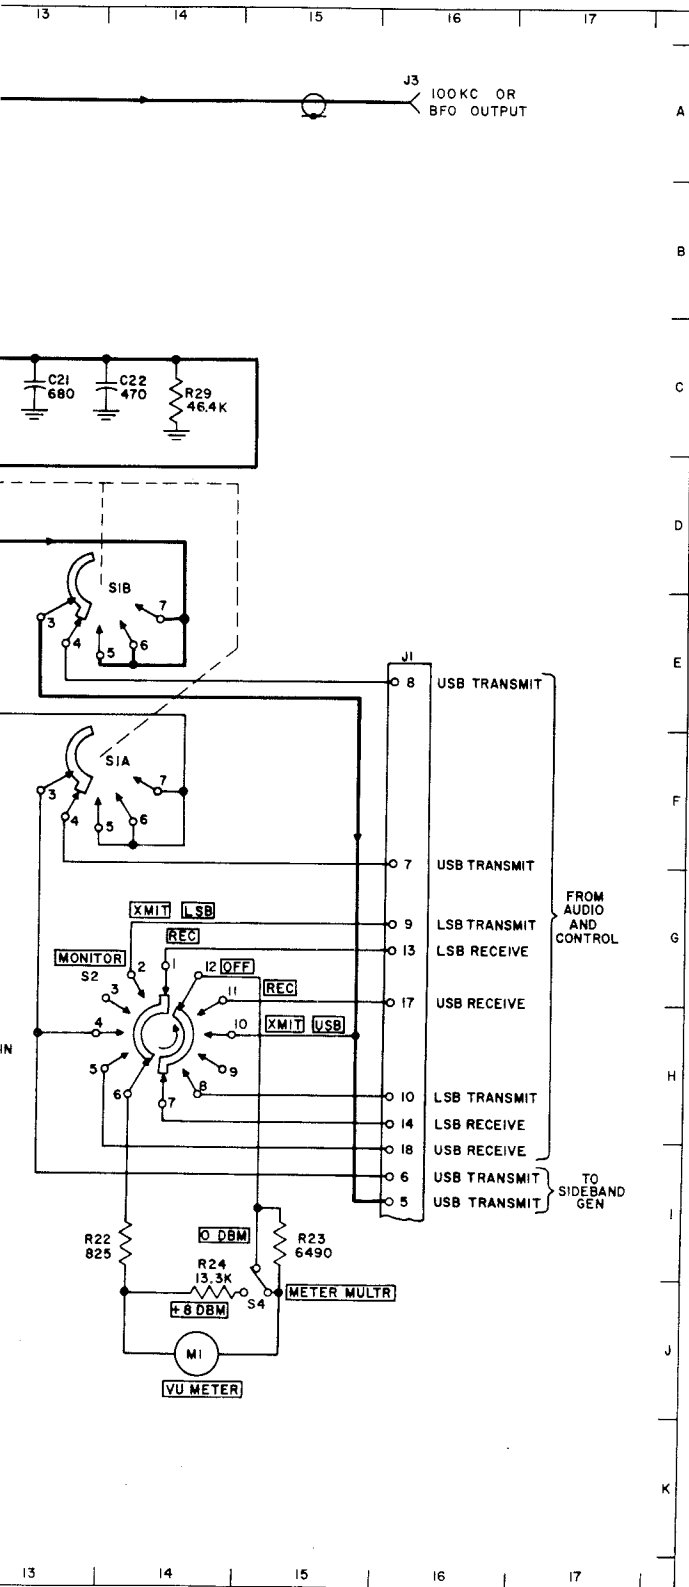 13 14 15 16 17
J3
100KC OR
BFO OUTPUT
A
B
C21
680
C22
470
R29
46.4K
C
D
S1B
3
4
5
6
7
E
J1
8 USB TRANSMIT
S1A
3
4
5
6
7
F
7 USB TRANSMIT
FROM
AUDIO
AND
CONTROL
XMIT LSB
9 LSB TRANSMIT
REC
13 LSB RECEIVE
G
MONITOR
S2
2
1
12 OFF
3
11
REC
17 USB RECEIVE
4
10
XMIT USB
IN
5
9
H
6
7
8
10 LSB TRANSMIT
14 LSB RECEIVE
18 USB RECEIVE
6 USB TRANSMIT
5 USB TRANSMIT
TO
SIDEBAND
GEN
I
R22
825
0 DBM
R23
6490
R24
13.3K
S4
METER MULTR
+8 DBM
M1
VU METER
J
K
13 14 15 16 17